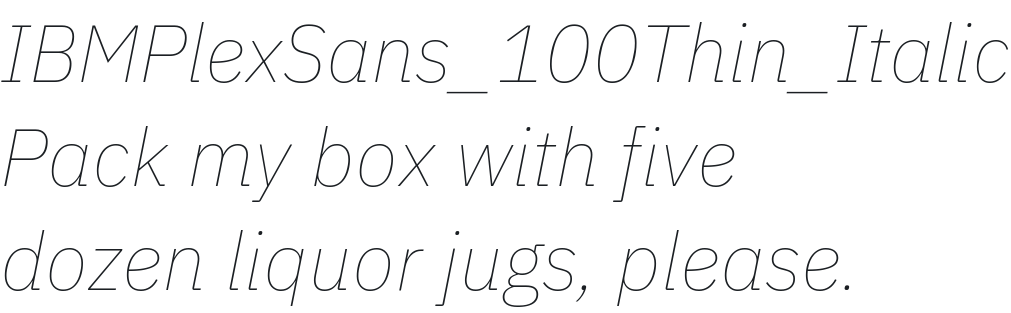 IBMPlexSans_100Thin_Italic
Pack my box with five
dozen liquor jugs, please.